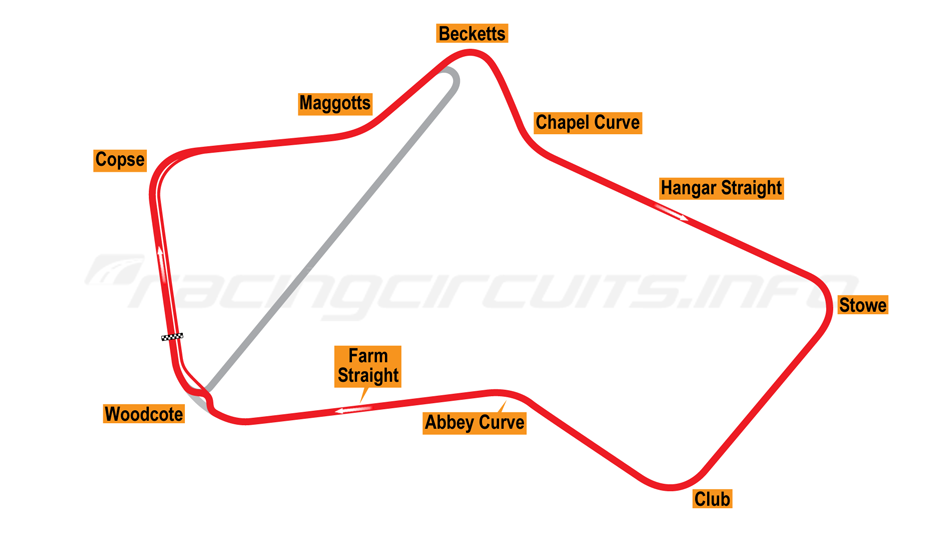 Becketts
Maggotts
Chapel Curve
Copse
Hangar Straight
racingcircuits.info
Stowe
Farm
Straight
Woodcote
Abbey Curve
Club